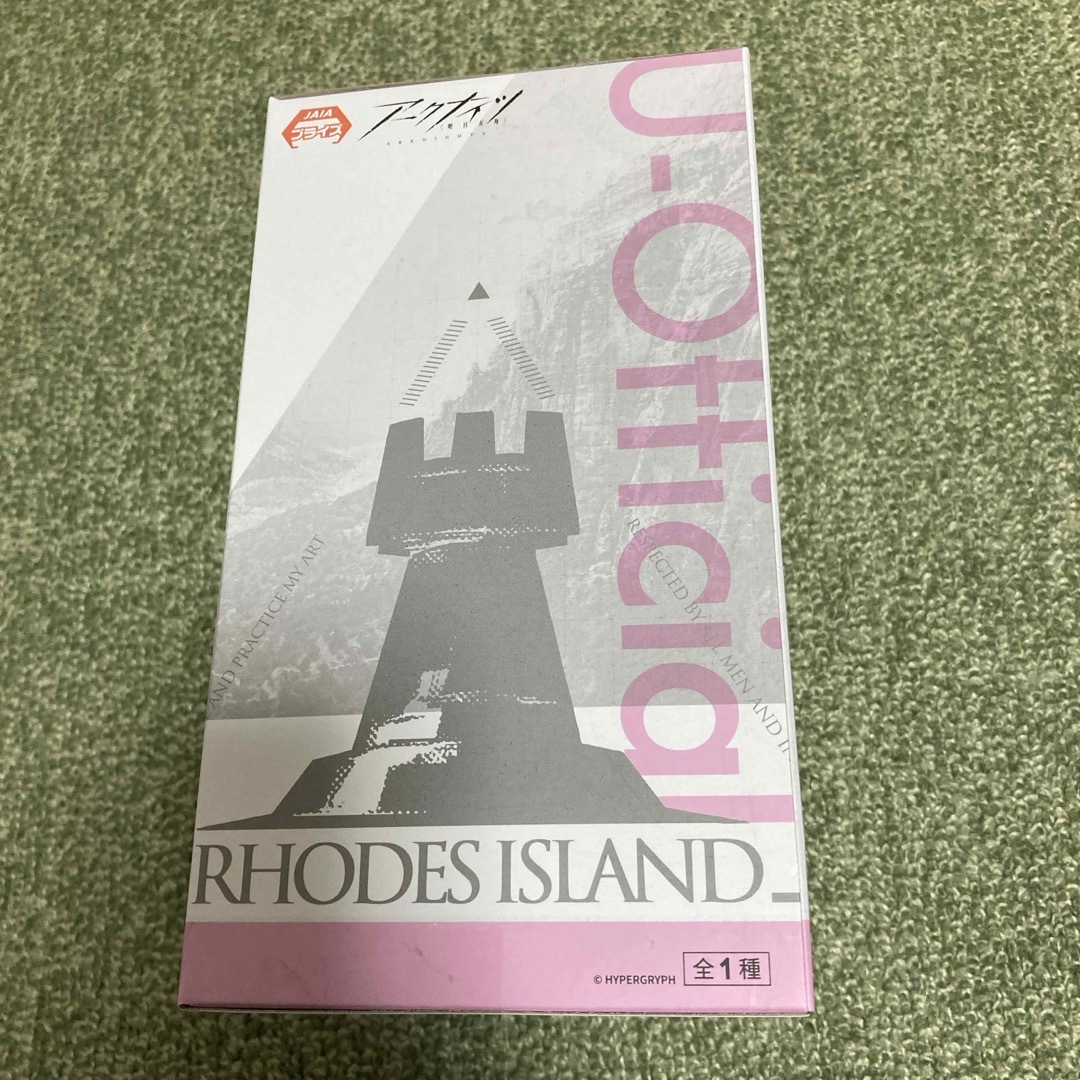 JAIA
プライズ
アークナイツ
ARKNIGHTS
U-Official
AND PRACTICE MY ART
RESPECTED BY ALL MEN AND
RHODES ISLAND_
© HYPERGRYPH
全1種